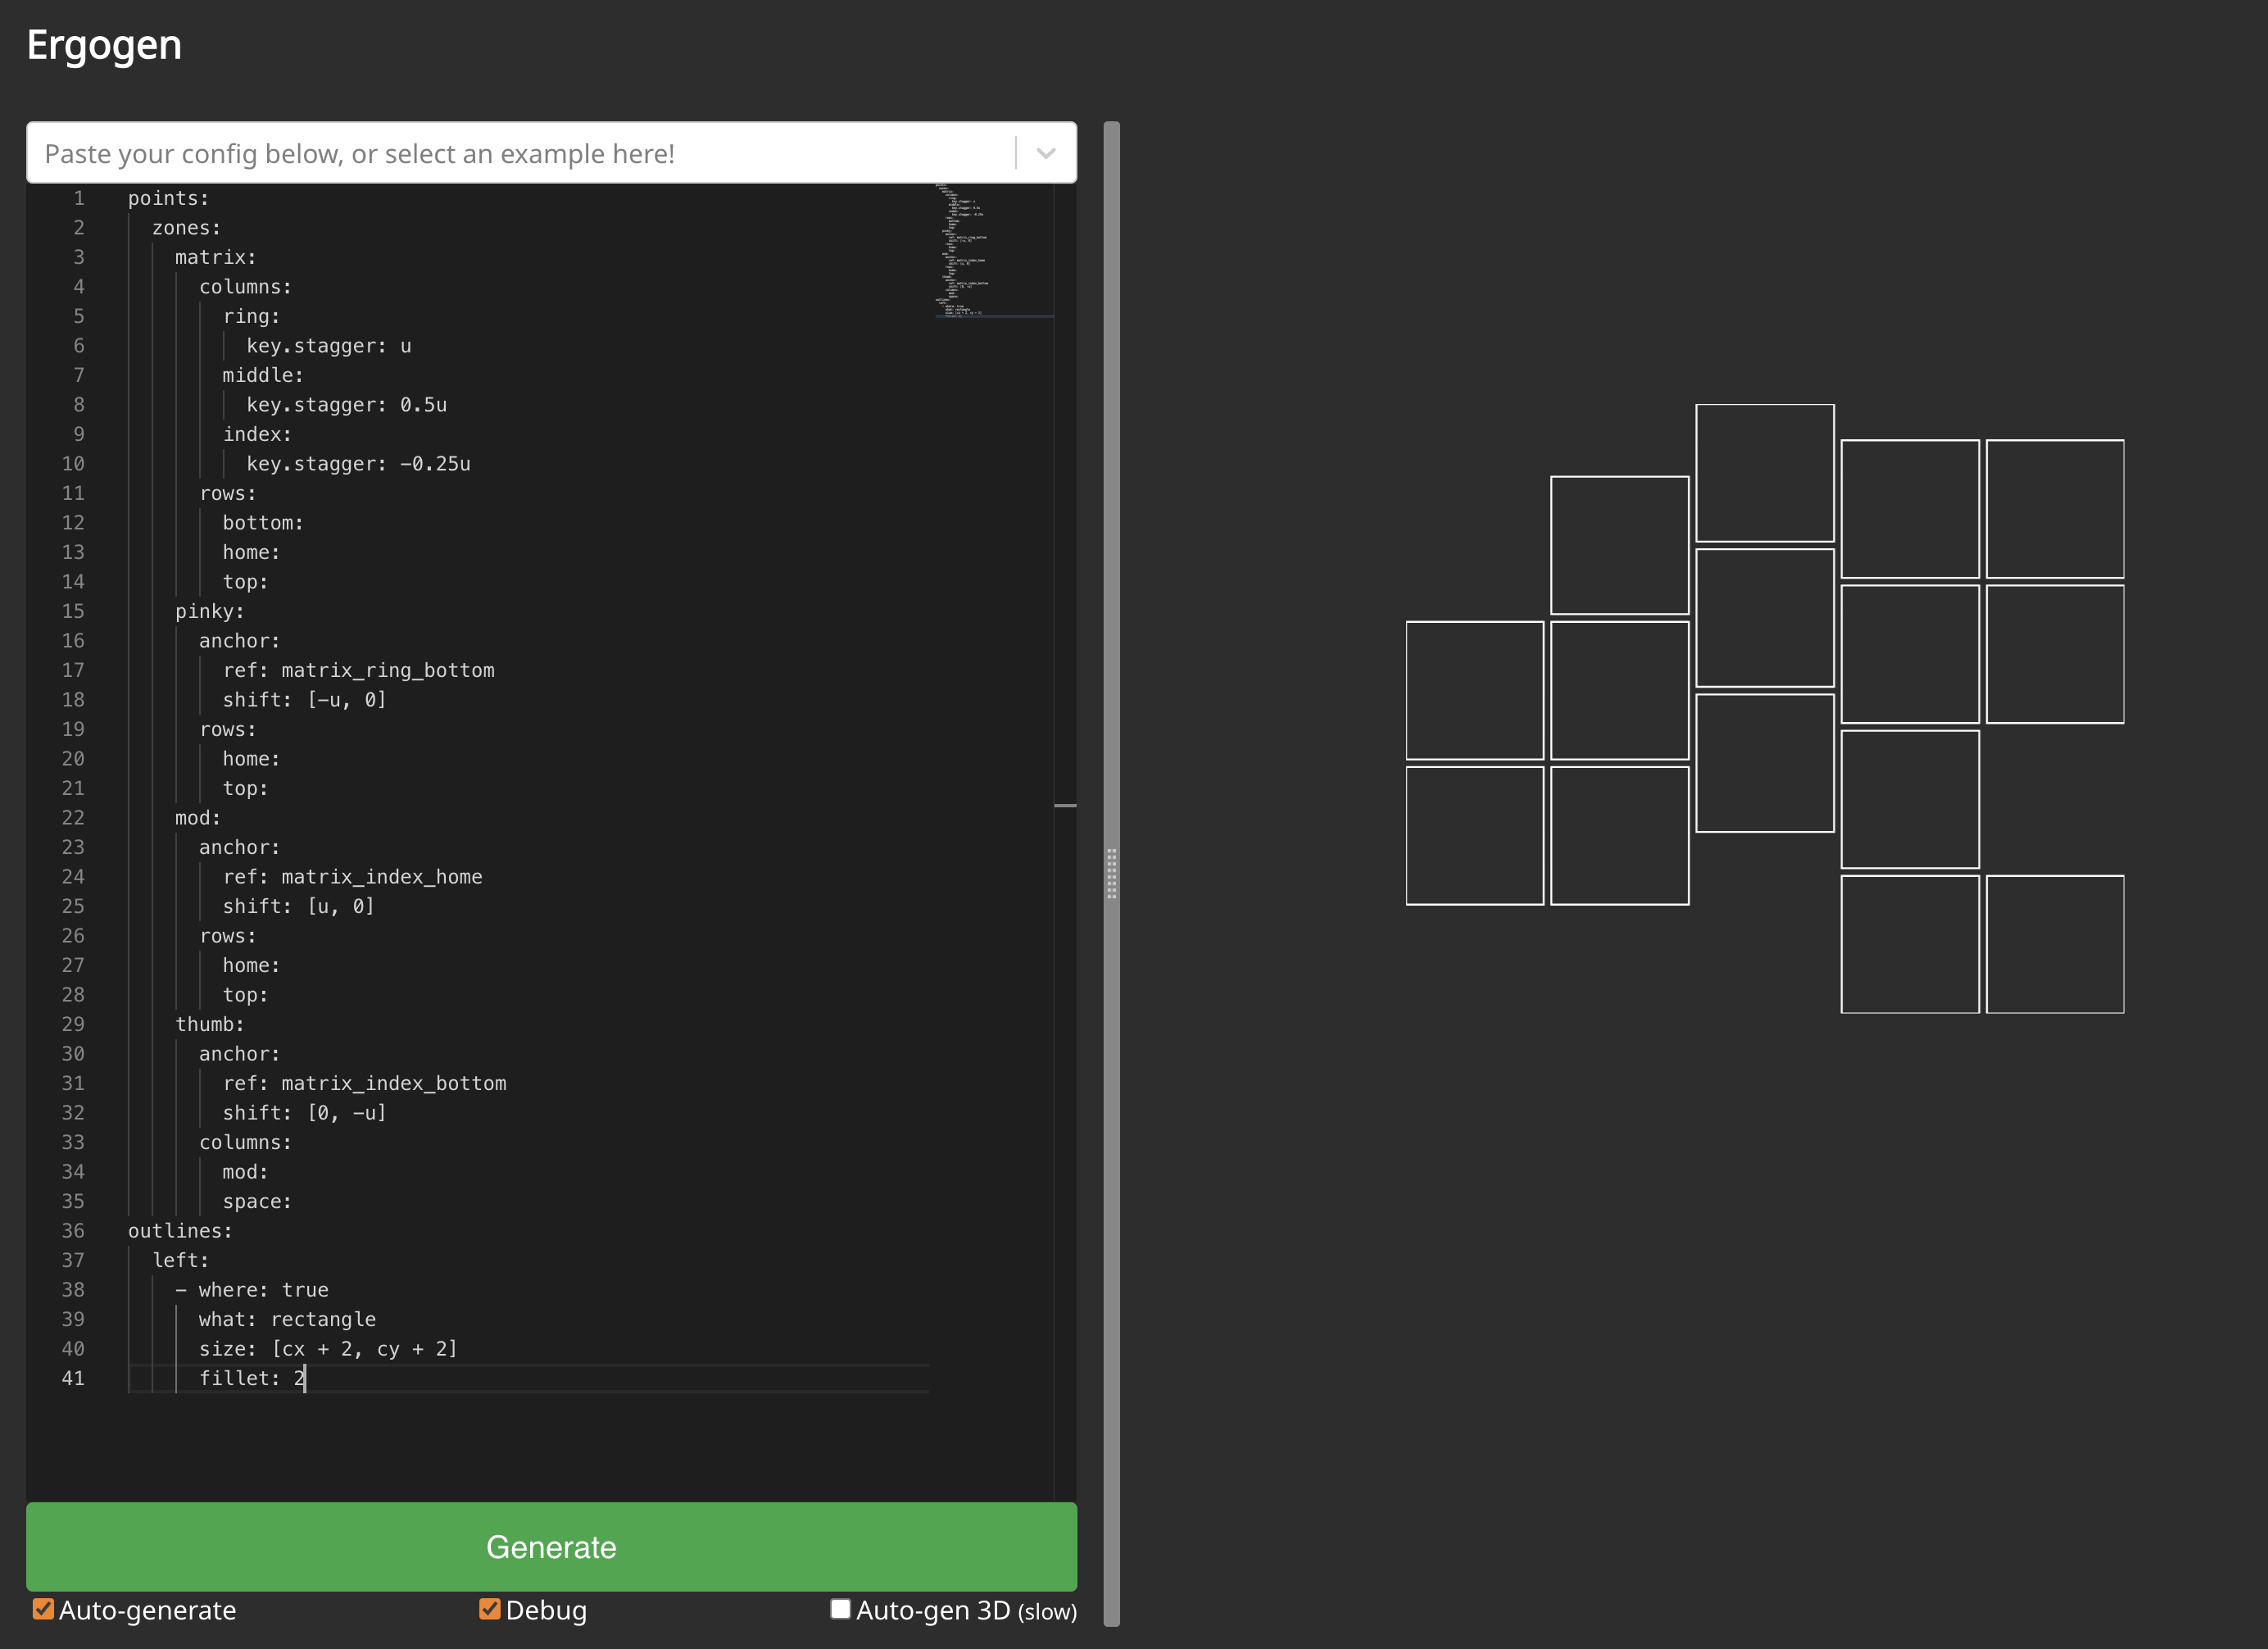 Ergogen
Paste your config below, or select an example here!
1 points:
2   zones:
3     matrix:
4       columns:
5         ring:
6           key.stagger: u
7         middle:
8           key.stagger: 0.5u
9         index:
10           key.stagger: -0.25u
11       rows:
12         bottom:
13         home:
14         top:
15     pinky:
16       anchor:
17         ref: matrix_ring_bottom
18         shift: [-u, 0]
19       rows:
20         home:
21         top:
22     mod:
23       anchor:
24         ref: matrix_index_home
25         shift: [u, 0]
26       rows:
27         home:
28         top:
29     thumb:
30       anchor:
31         ref: matrix_index_bottom
32         shift: [0, -u]
33       columns:
34         mod:
35         space:
36 outlines:
37   left:
38     - where: true
39       what: rectangle
40       size: [cx + 2, cy + 2]
41       fillet: 2
Generate
Auto-generate Debug Auto-gen 3D (slow)